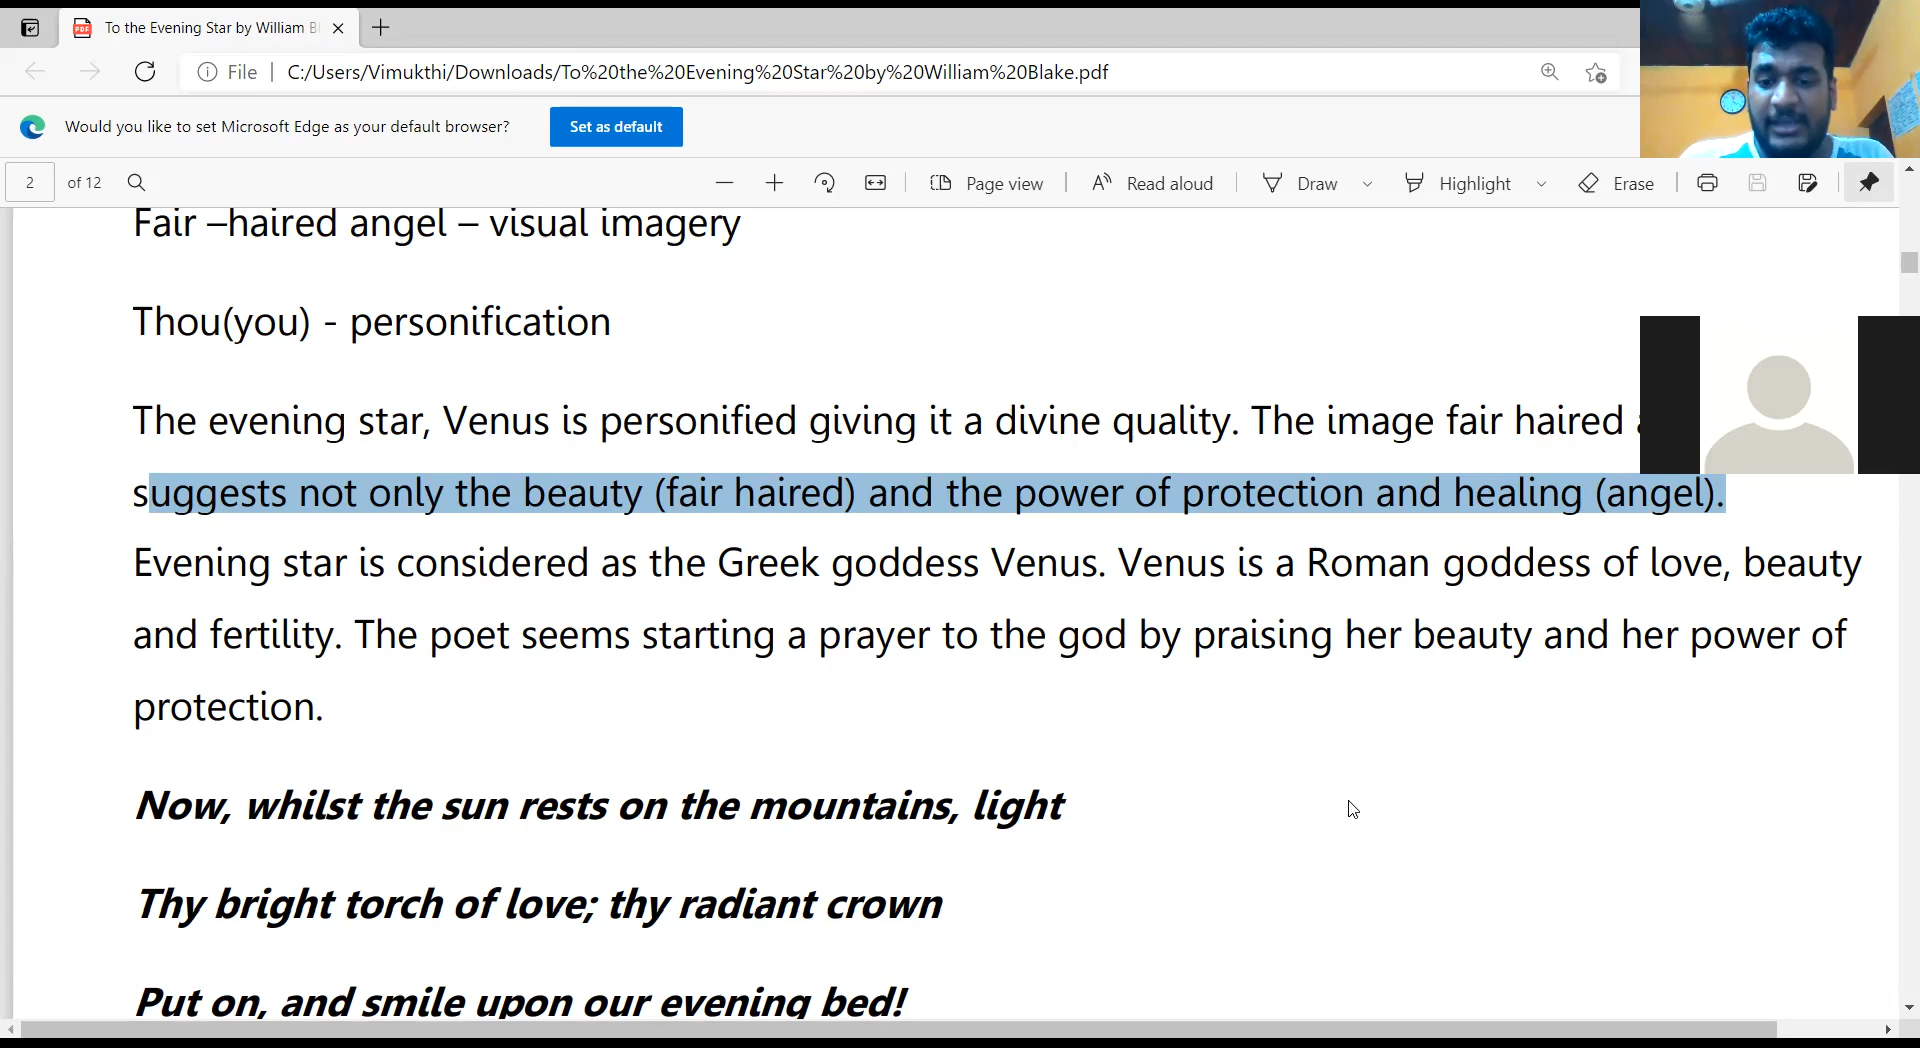 To the Evening Star by William B
File
C:/Users/Vimukthi/Downloads/To%20the%20Evening%20Star%20by%20William%20Blake.pdf
Would you like to set Microsoft Edge as your default browser?
Set as default
2 of 12
Page view
Read aloud
Draw
Highlight
Erase
Fair –haired angel – visual imagery
Thou(you) - personification
The evening star, Venus is personified giving it a divine quality. The image fair haired
suggests not only the beauty (fair haired) and the power of protection and healing (angel).
Evening star is considered as the Greek goddess Venus. Venus is a Roman goddess of love, beauty
and fertility. The poet seems starting a prayer to the god by praising her beauty and her power of
protection.
Now, whilst the sun rests on the mountains, light
Thy bright torch of love; thy radiant crown
Put on, and smile upon our evening bed!